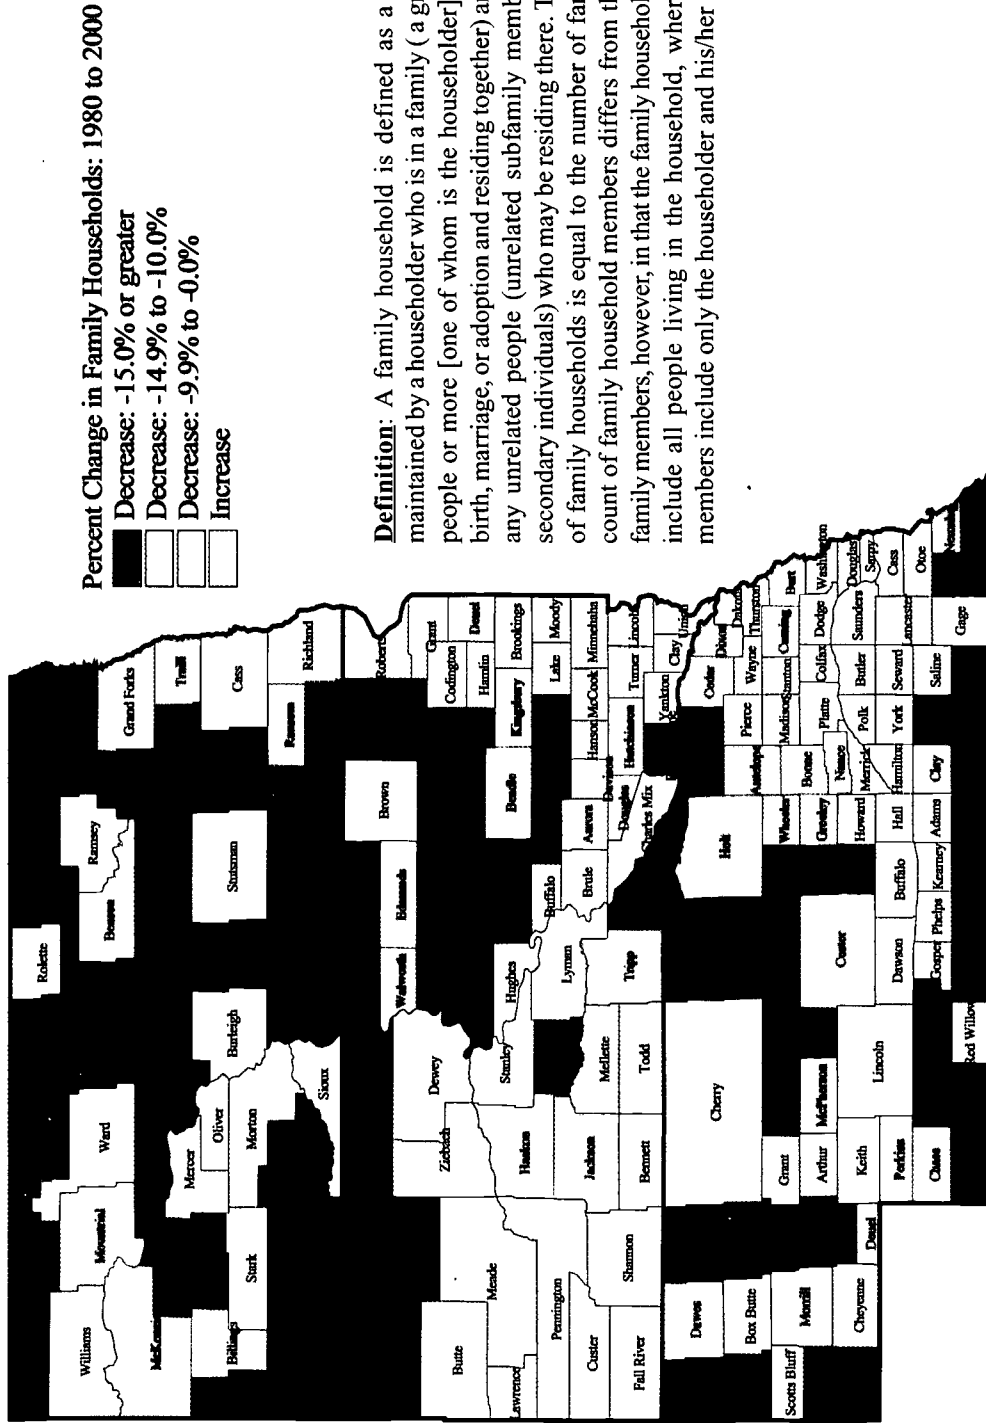 Percent Change in Family Households: 1980 to 2000
Decrease: -15.0% or greater
Decrease: -14.9% to -10.0%
Decrease: -9.9% to -0.0%
Increase
Definition: A family household is defined as a
maintained by a householder who is in a family ( a
people or more [one of whom is the householder]
birth, marriage, or adoption and residing together)
any unrelated people (unrelated subfamily
secondary individuals) who may be residing there.
of family households is equal to the number of
count of family household members differs from
family members, however, in that the family
include all people living in the household,
members include only the householder and his/her
Williams
Mountrail
Ward
Rolette
Benson
Ramsey
Grand Forks
Traill
Mercer
Oliver
Burleigh
Stutsman
Cass
Billings
Stark
Morton
Ransom
Richland
Sioux
Brown
Edmunds
Walworth
Dewey
Ziebach
Butte
Meade
Lawrence
Pennington
Custer
Fall River
Shannon
Haakon
Stanley
Hughes
Jackson
Bennett
Mellette
Todd
Lyman
Tripp
Buffalo
Brule
Aurora
Beadle
Kingsbury
Brookings
Roberts
Grant
Codington
Deuel
Hamlin
Lake
Moody
Hanson
McCook
Minnehaha
Davison
Douglas
Hutchinson
Turner
Lincoln
Charles Mix
Yankton
Clay
Union
Dawes
Box Butte
Scotts Bluff
Morrill
Cheyenne
Deuel
Cherry
Grant
Arthur
McPherson
Keith
Perkins
Chase
Lincoln
Red Willow
Custer
Dawson
Gosper
Phelps
Kearney
Buffalo
Holt
Wheeler
Greeley
Howard
Hall
Adams
Antelope
Boone
Nance
Merrick
Hamilton
Clay
Pierce
Madison
Platte
Polk
York
Cedar
Dixon
Dakota
Wayne
Thurston
Stanton
Cuming
Burt
Colfax
Dodge
Washington
Butler
Saunders
Douglas
Sarpy
Seward
Lancaster
Cass
Otoe
Saline
Gage